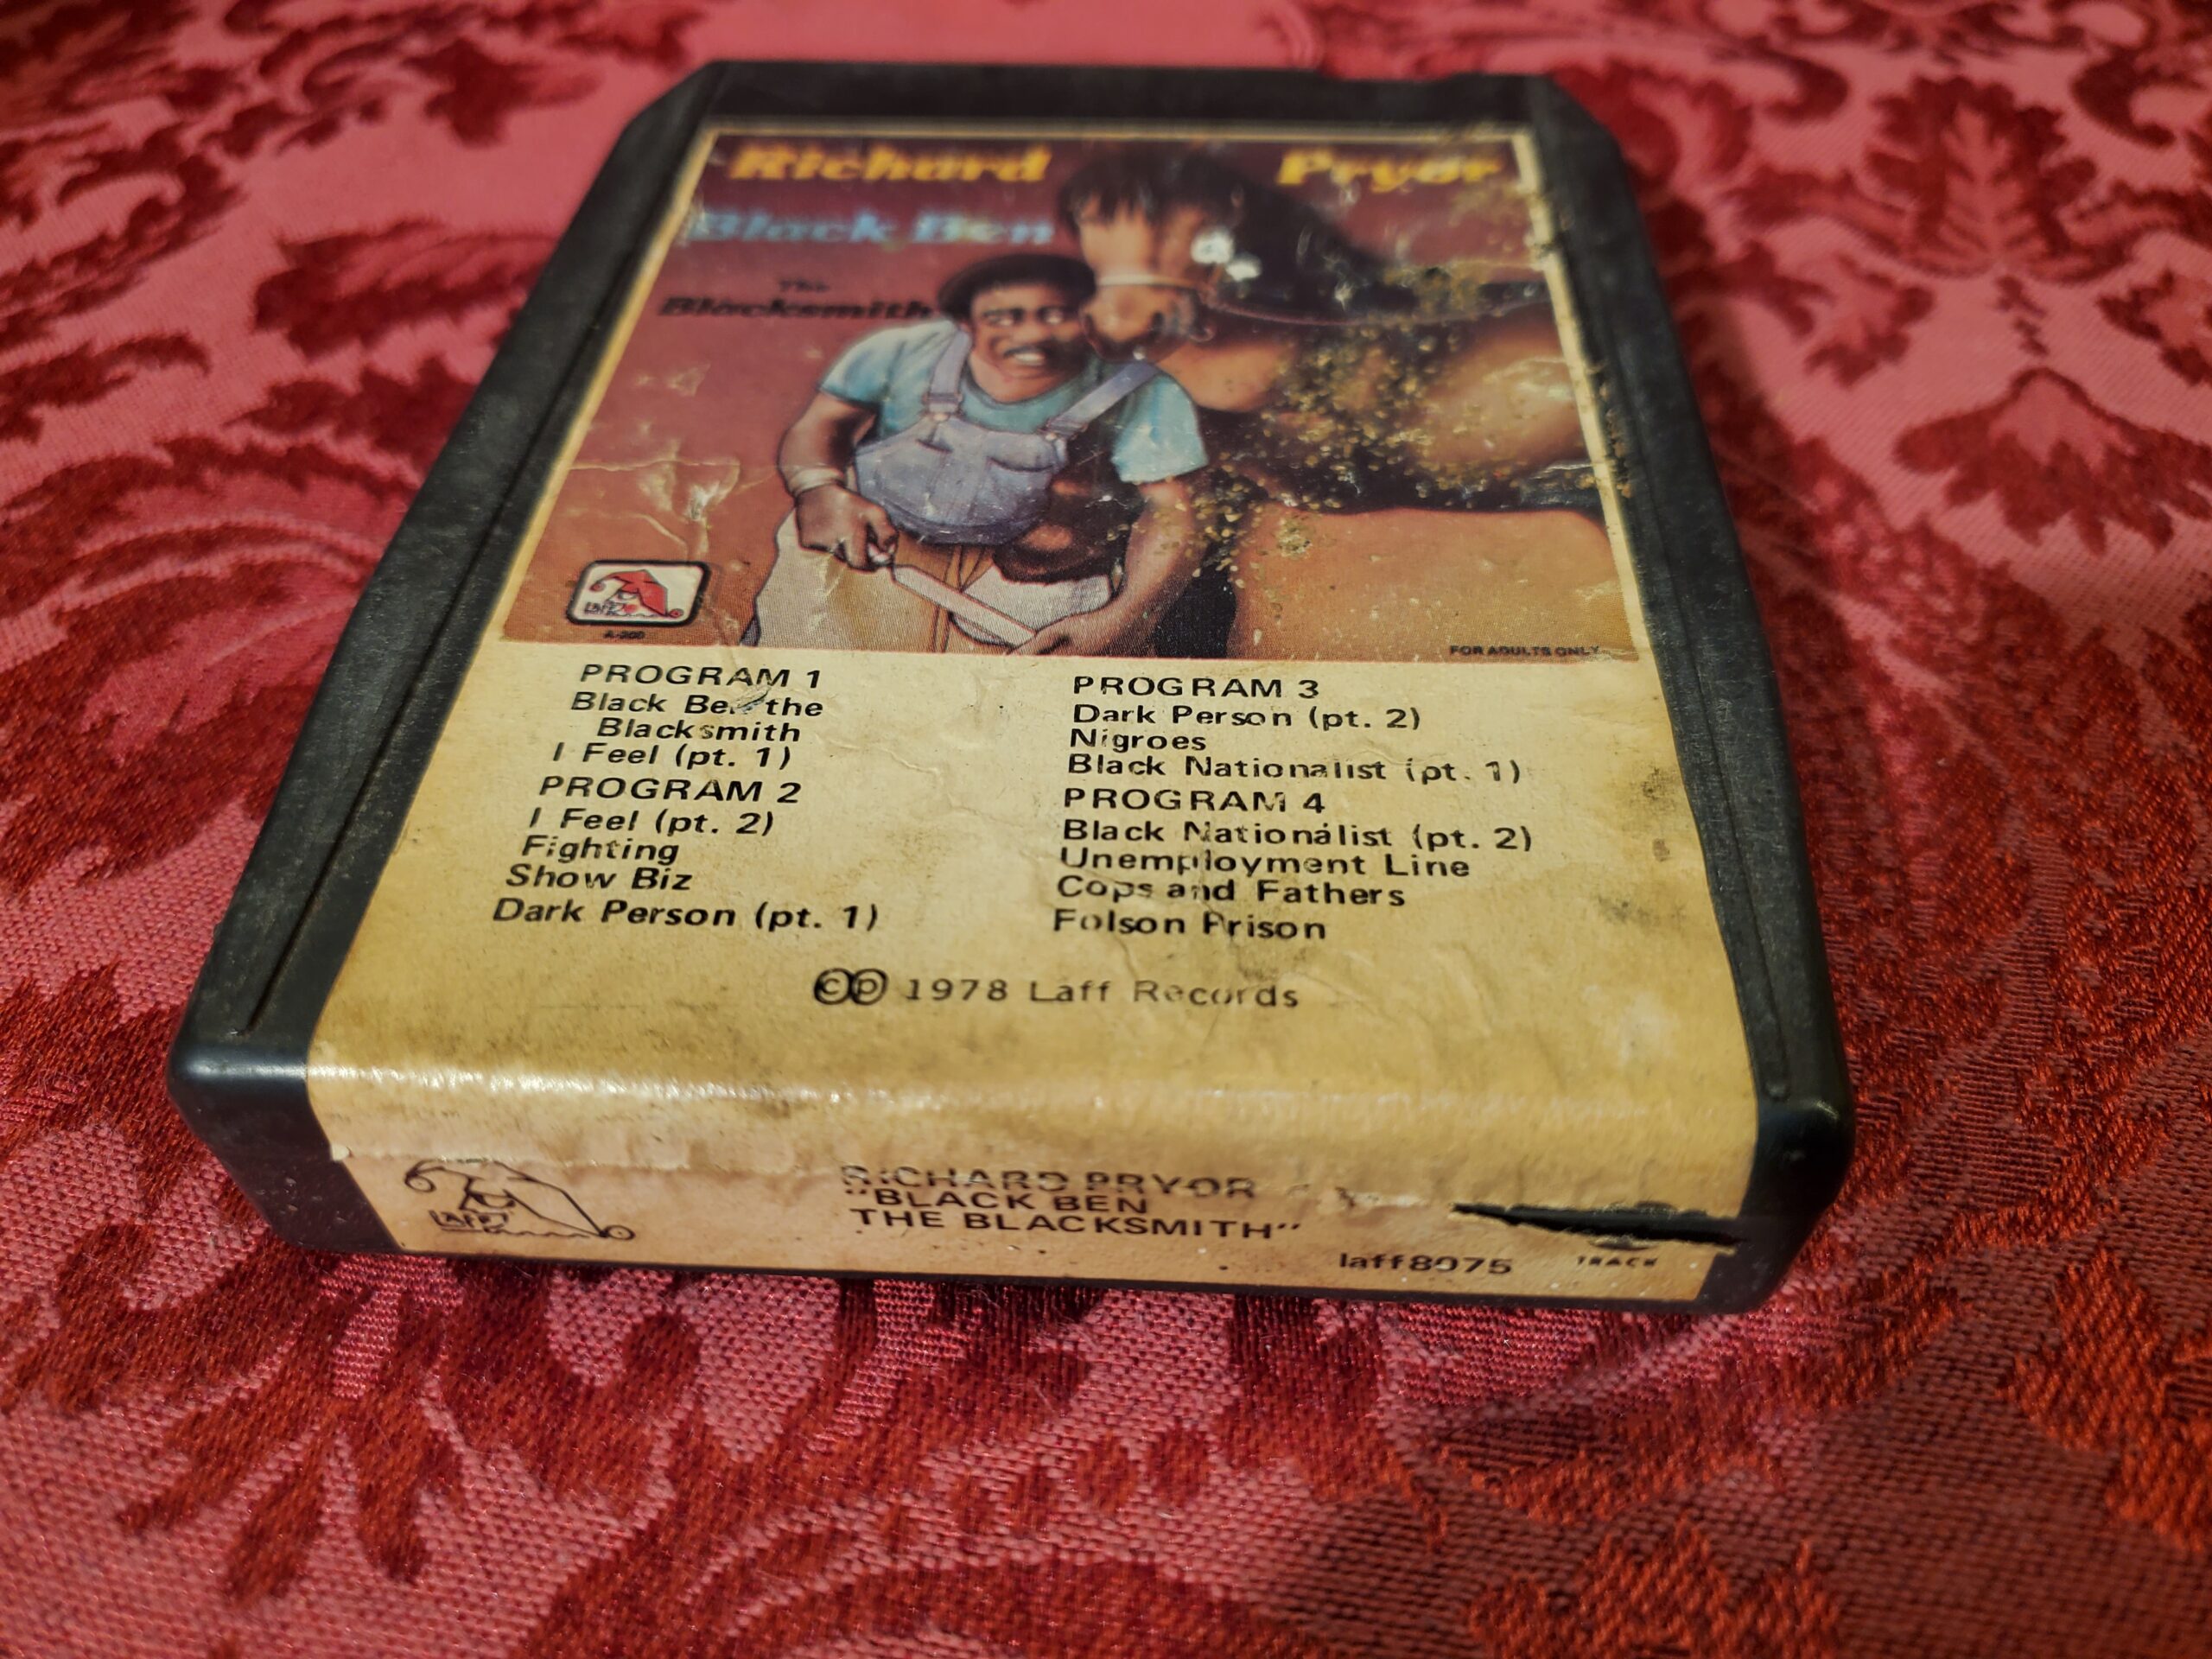 Richard Pryor
Black Ben
The
Blacksmith
Laff
A-200
FOR ADULTS ONLY
PROGRAM 1
Black Ben the
Blacksmith
I Feel (pt. 1)
PROGRAM 2
I Feel (pt. 2)
Fighting
Show Biz
Dark Person (pt. 1)
PROGRAM 3
Dark Person (pt. 2)
Nigroes
Black Nationalist (pt. 1)
PROGRAM 4
Black Nationalist (pt. 2)
Unemployment Line
Cops and Fathers
Folson Prison
©℗ 1978 Laff Records
Laff
RICHARD PRYOR
"BLACK BEN
THE BLACKSMITH"
laff8075
TRACK